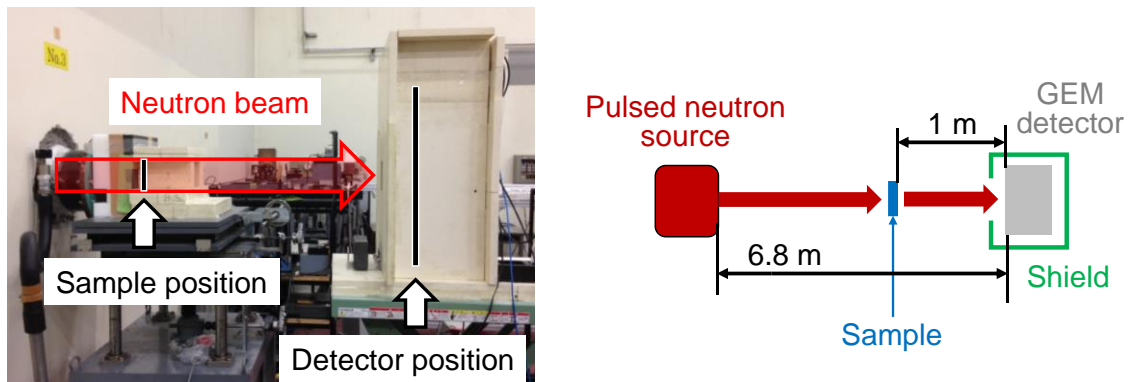 No.3
Neutron beam
Sample position
Detector position
Pulsed neutron
source
GEM
detector
1 m
6.8 m
Shield
Sample